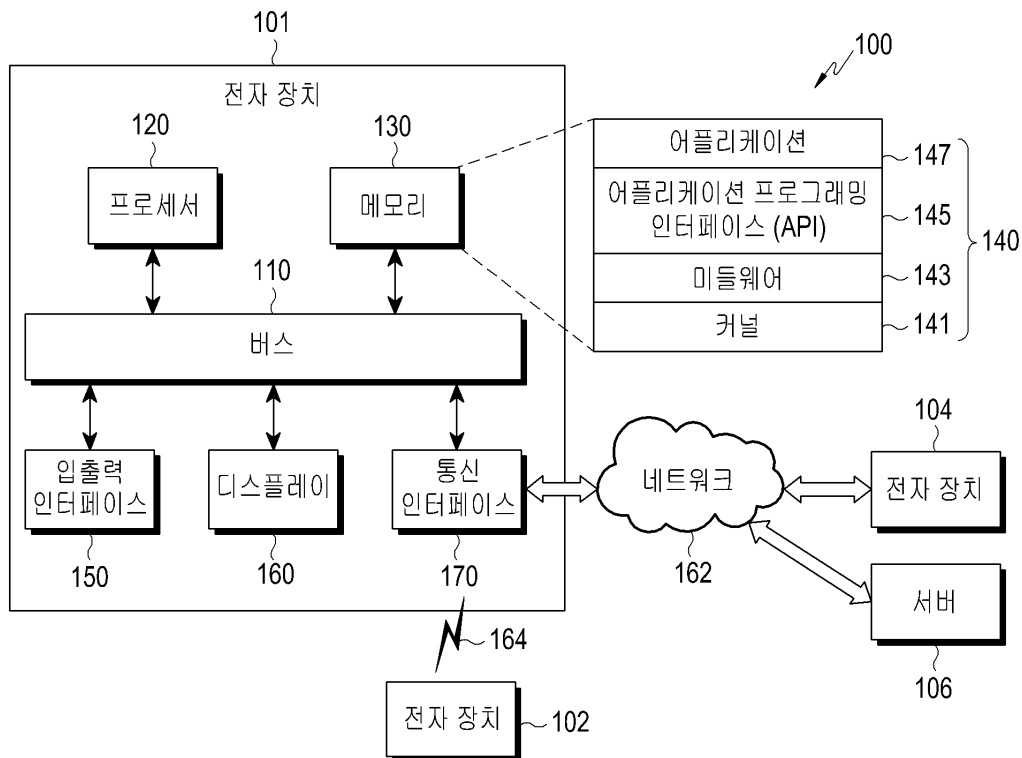 101
전자 장치
100
120
프로세서
130
메모리
어플리케이션
147
어플리케이션 프로그래밍
인터페이스 (API)
145
140
미들웨어
143
커널
141
110
버스
입출력
인터페이스
150
디스플레이
160
통신
인터페이스
170
네트워크
162
104
전자 장치
서버
106
164
전자 장치
102